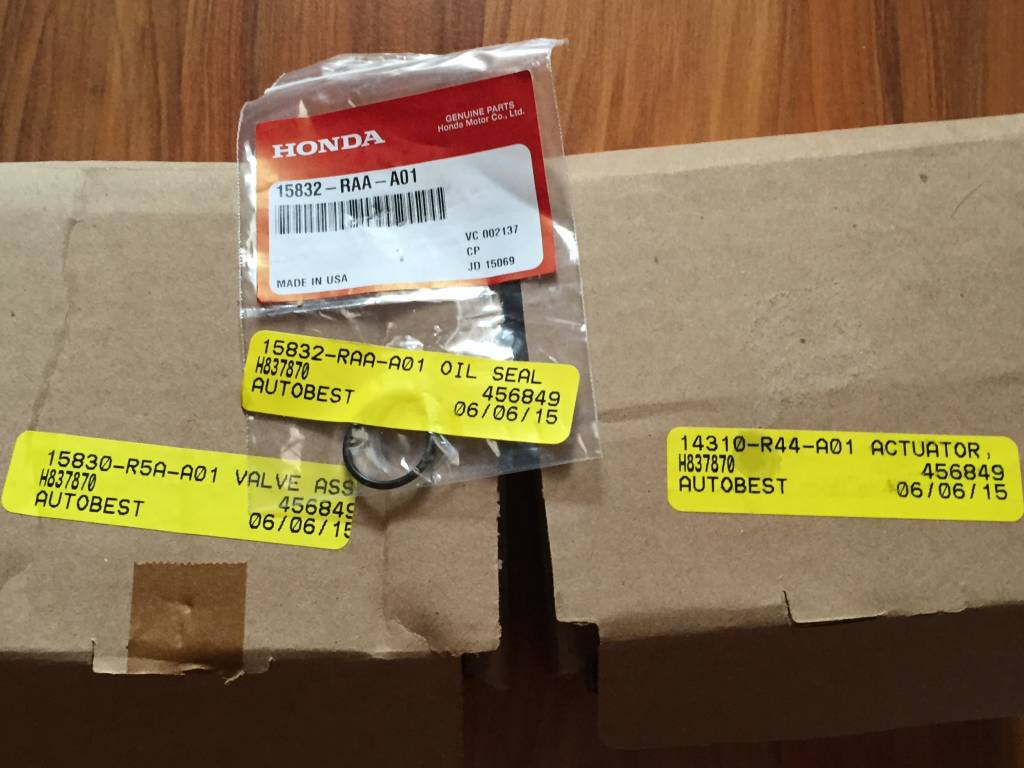 GENUINE PARTS
Honda Motor Co., Ltd.
HONDA
15832-RAA-A01
VC 002137
CP
JD 15069
MADE IN USA
15832-RAA-A01 OIL SEAL
H837870
AUTOBEST 456849
06/06/15
15830-R5A-A01 VALVE ASS
H837870
AUTOBEST 456849
06/06/15
14310-R44-A01 ACTUATOR,
H837870 456849
AUTOBEST 06/06/15